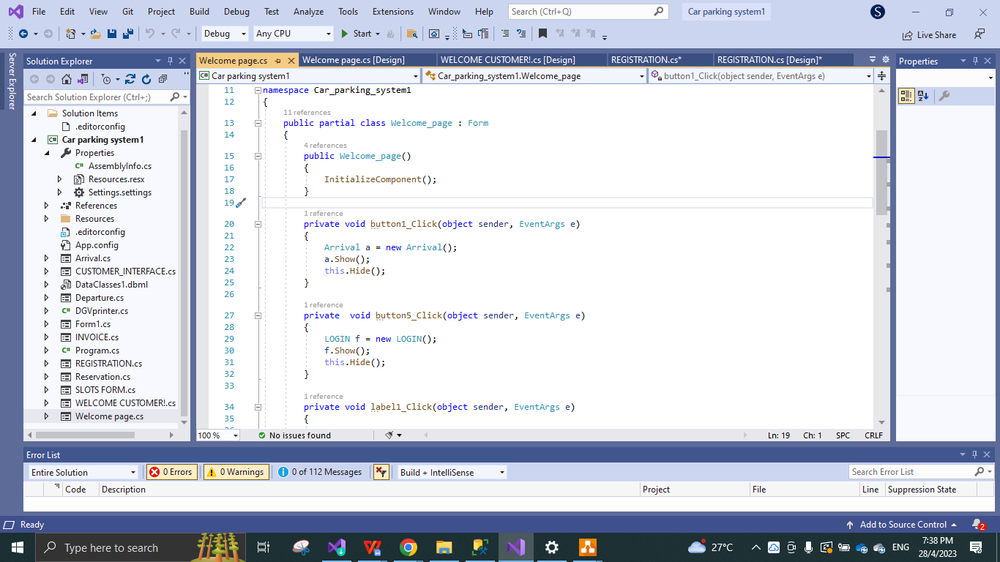 File Edit View Git Project Build Debug Test Analyze Tools Extensions Window Help Search (Ctrl+Q) Car parking system1 S
Debug Any CPU Start Live Share
Server Explorer
Solution Explorer
Search Solution Explorer (Ctrl+;)
Solution Items
.editorconfig
Car parking system1
Properties
AssemblyInfo.cs
Resources.resx
Settings.settings
References
Resources
.editorconfig
App.config
Arrival.cs
CUSTOMER_INTERFACE.cs
DataClasses1.dbml
Departure.cs
DGVprinter.cs
Form1.cs
INVOICE.cs
Program.cs
REGISTRATION.cs
Reservation.cs
SLOTS FORM.cs
WELCOME CUSTOMER!.cs
Welcome page.cs
Welcome page.cs Welcome page.cs [Design] WELCOME CUSTOMER!.cs [Design] REGISTRATION.cs* REGISTRATION.cs [Design]*
Car parking system1 Car_parking_system1.Welcome_page button1_Click(object sender, EventArgs e)
11 namespace Car_parking_system1
12 {
11 references
13 public partial class Welcome_page : Form
14 {
4 references
15 public Welcome_page()
16 {
17 InitializeComponent();
18 }
19
1 reference
20 private void button1_Click(object sender, EventArgs e)
21 {
22 Arrival a = new Arrival();
23 a.Show();
24 this.Hide();
25 }
26
1 reference
27 private  void button5_Click(object sender, EventArgs e)
28 {
29 LOGIN f = new LOGIN();
30 f.Show();
31 this.Hide();
32 }
33
1 reference
34 private void label1_Click(object sender, EventArgs e)
35 {
100 % No issues found Ln: 19 Ch: 1 SPC CRLF
Properties
Error List
Entire Solution 0 Errors 0 Warnings 0 of 112 Messages Build + IntelliSense Search Error List
Code Description Project File Line Suppression State
Ready Add to Source Control 2
Type here to search 27°C ENG 7:38 PM
28/4/2023